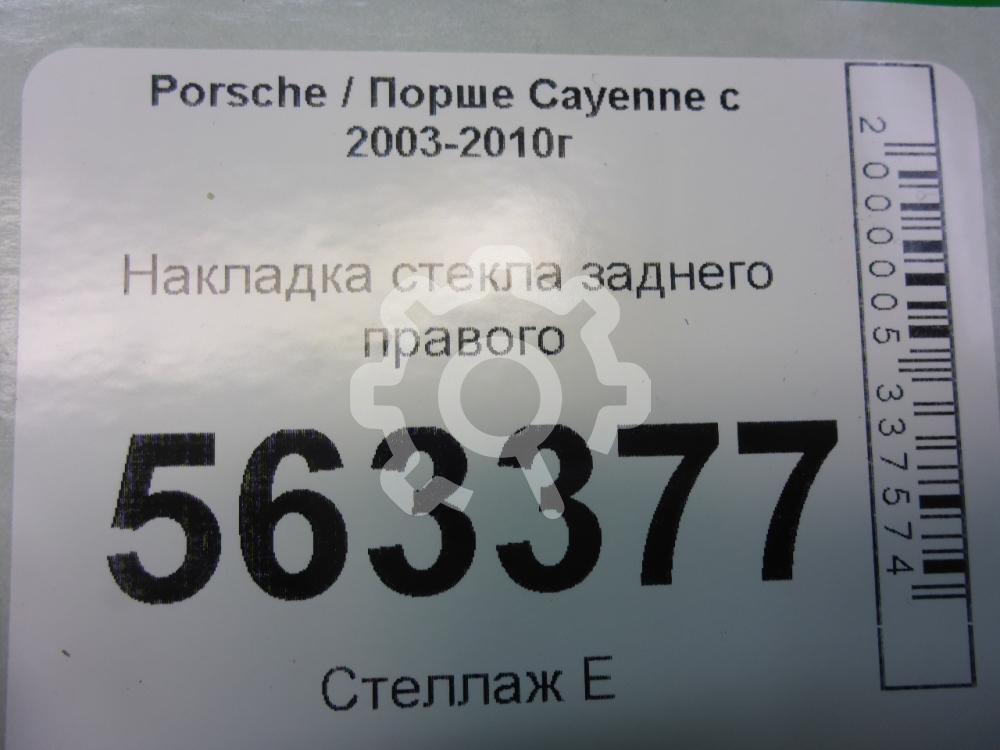 Porsche / Порше Cayenne с
2003-2010г
Накладка стекла заднего
правого
563377
Стеллаж Е
2000005337574